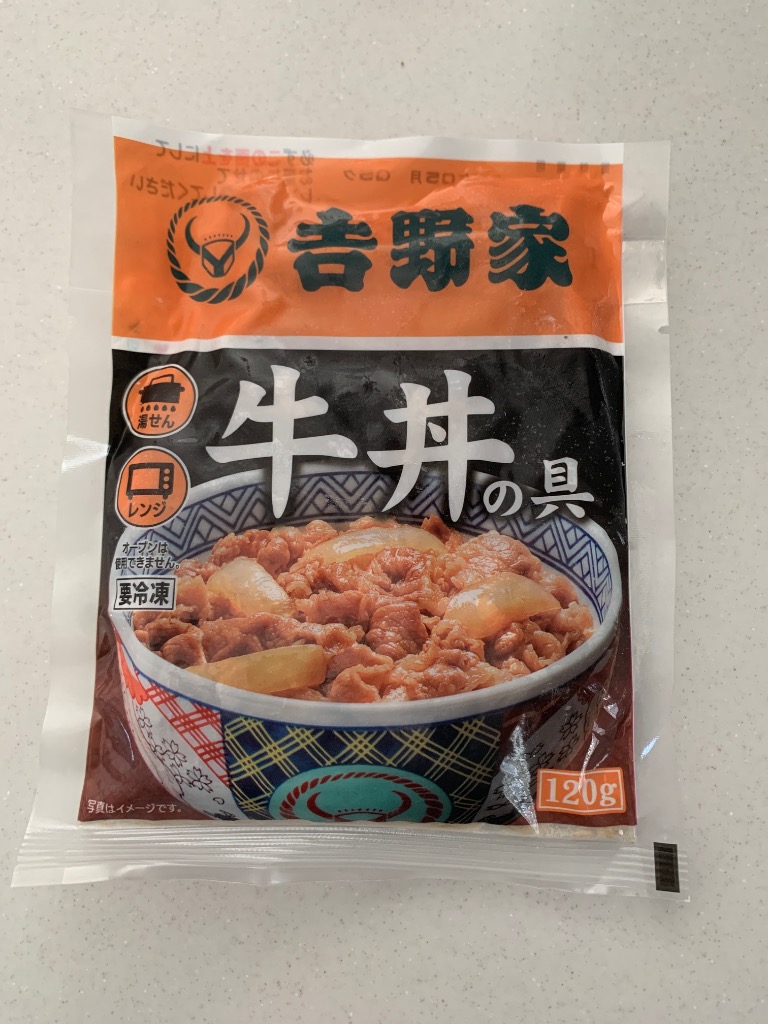 吉野家
牛丼の具
湯せん
レンジ
オーブンは
使用できません。
要冷凍
120g
写真はイメージです。